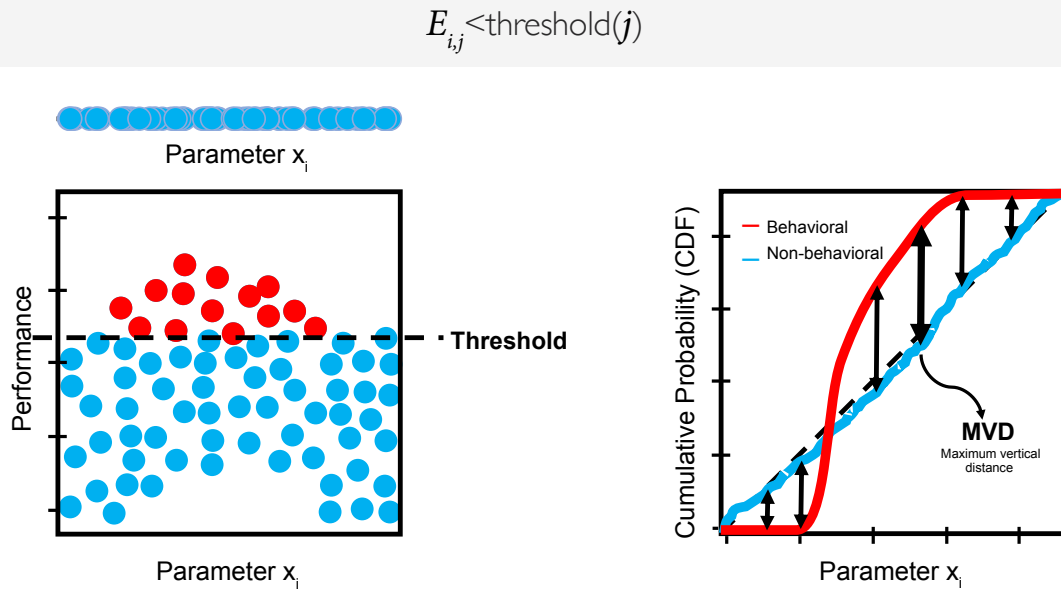 E_{i,j}<threshold(j)
Parameter x_i
Performance
Threshold
Parameter x_i
Cumulative Probability (CDF)
Behavioral
Non-behavioral
MVD
Maximum vertical
distance
Parameter x_i